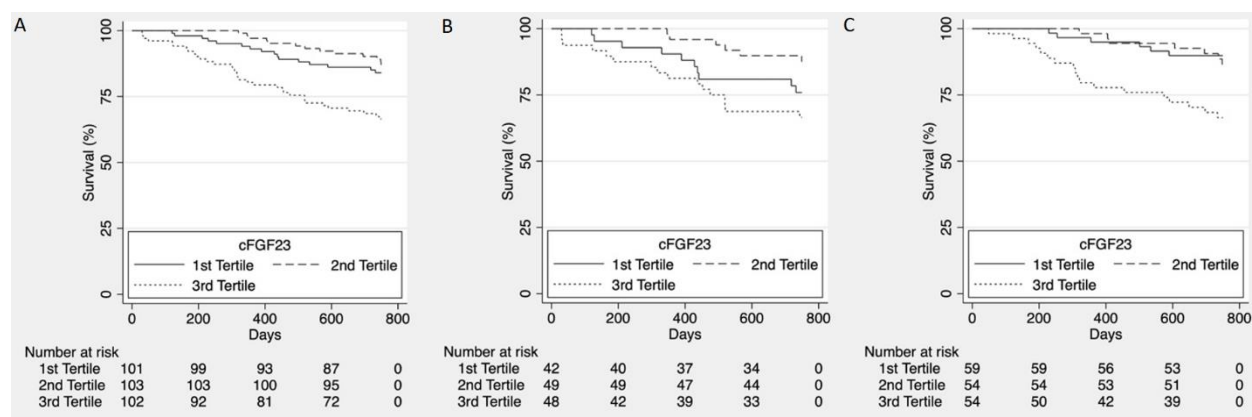 A
100
75
50
25
0
Survival (%)
cFGF23
1st Tertile 2nd Tertile
3rd Tertile
0 200 400 600 800
Days
Number at risk
1st Tertile 101 99 93 87 0
2nd Tertile 103 103 100 95 0
3rd Tertile 102 92 81 72 0
B
100
75
50
25
0
Survival (%)
cFGF23
1st Tertile 2nd Tertile
3rd Tertile
0 200 400 600 800
Days
Number at risk
1st Tertile 42 40 37 34 0
2nd Tertile 49 49 47 44 0
3rd Tertile 48 42 39 33 0
C
100
75
50
25
0
Survival (%)
cFGF23
1st Tertile 2nd Tertile
3rd Tertile
0 200 400 600 800
Days
Number at risk
1st Tertile 59 59 56 53 0
2nd Tertile 54 54 53 51 0
3rd Tertile 54 50 42 39 0